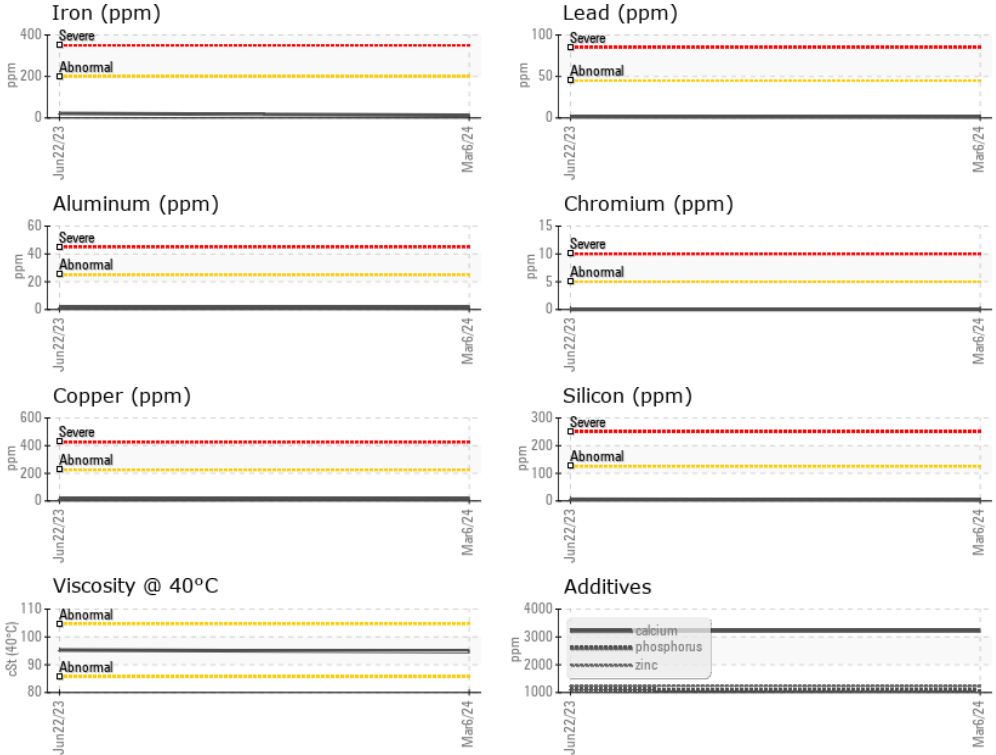 Iron (ppm)
400
200
0
ppm
Severe
Abnormal
Jun22/23
Mar6/24
Lead (ppm)
100
50
0
ppm
Severe
Abnormal
Jun22/23
Mar6/24
Aluminum (ppm)
60
40
20
0
ppm
Severe
Abnormal
Jun22/23
Mar6/24
Chromium (ppm)
15
10
5
0
ppm
Severe
Abnormal
Jun22/23
Mar6/24
Copper (ppm)
600
400
200
0
ppm
Severe
Abnormal
Jun22/23
Mar6/24
Silicon (ppm)
300
200
100
0
ppm
Severe
Abnormal
Jun22/23
Mar6/24
Viscosity @ 40°C
110
100
90
80
cSt (40°C)
Abnormal
Abnormal
Jun22/23
Mar6/24
Additives
4000
3000
2000
1000
ppm
calcium
phosphorus
zinc
Jun22/23
Mar6/24